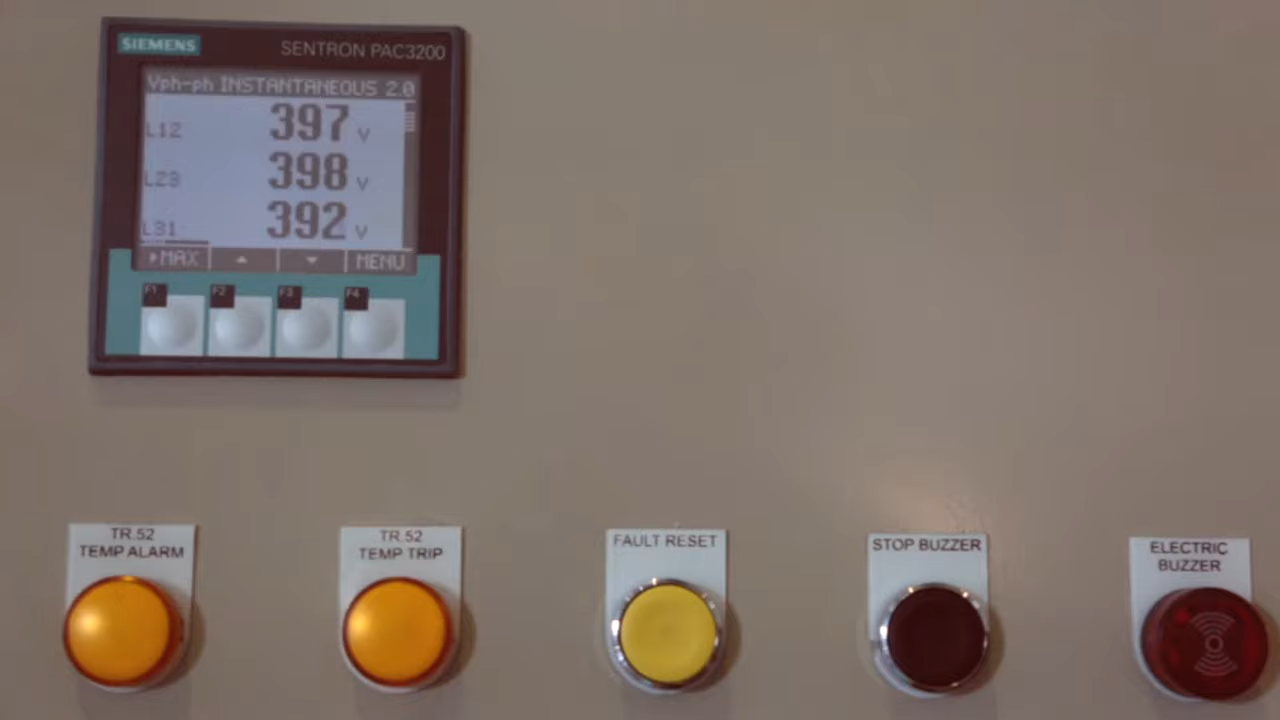 SIEMENS
SENTRON PAC3200
Vph-ph INSTANTANEOUS 2.0
L12 397 V
L23 398 V
L31 392 V
MAX MENU
F1 F2 F3 F4
TR.52
TEMP ALARM
TR.52
TEMP TRIP
FAULT RESET
STOP BUZZER
ELECTRIC
BUZZER